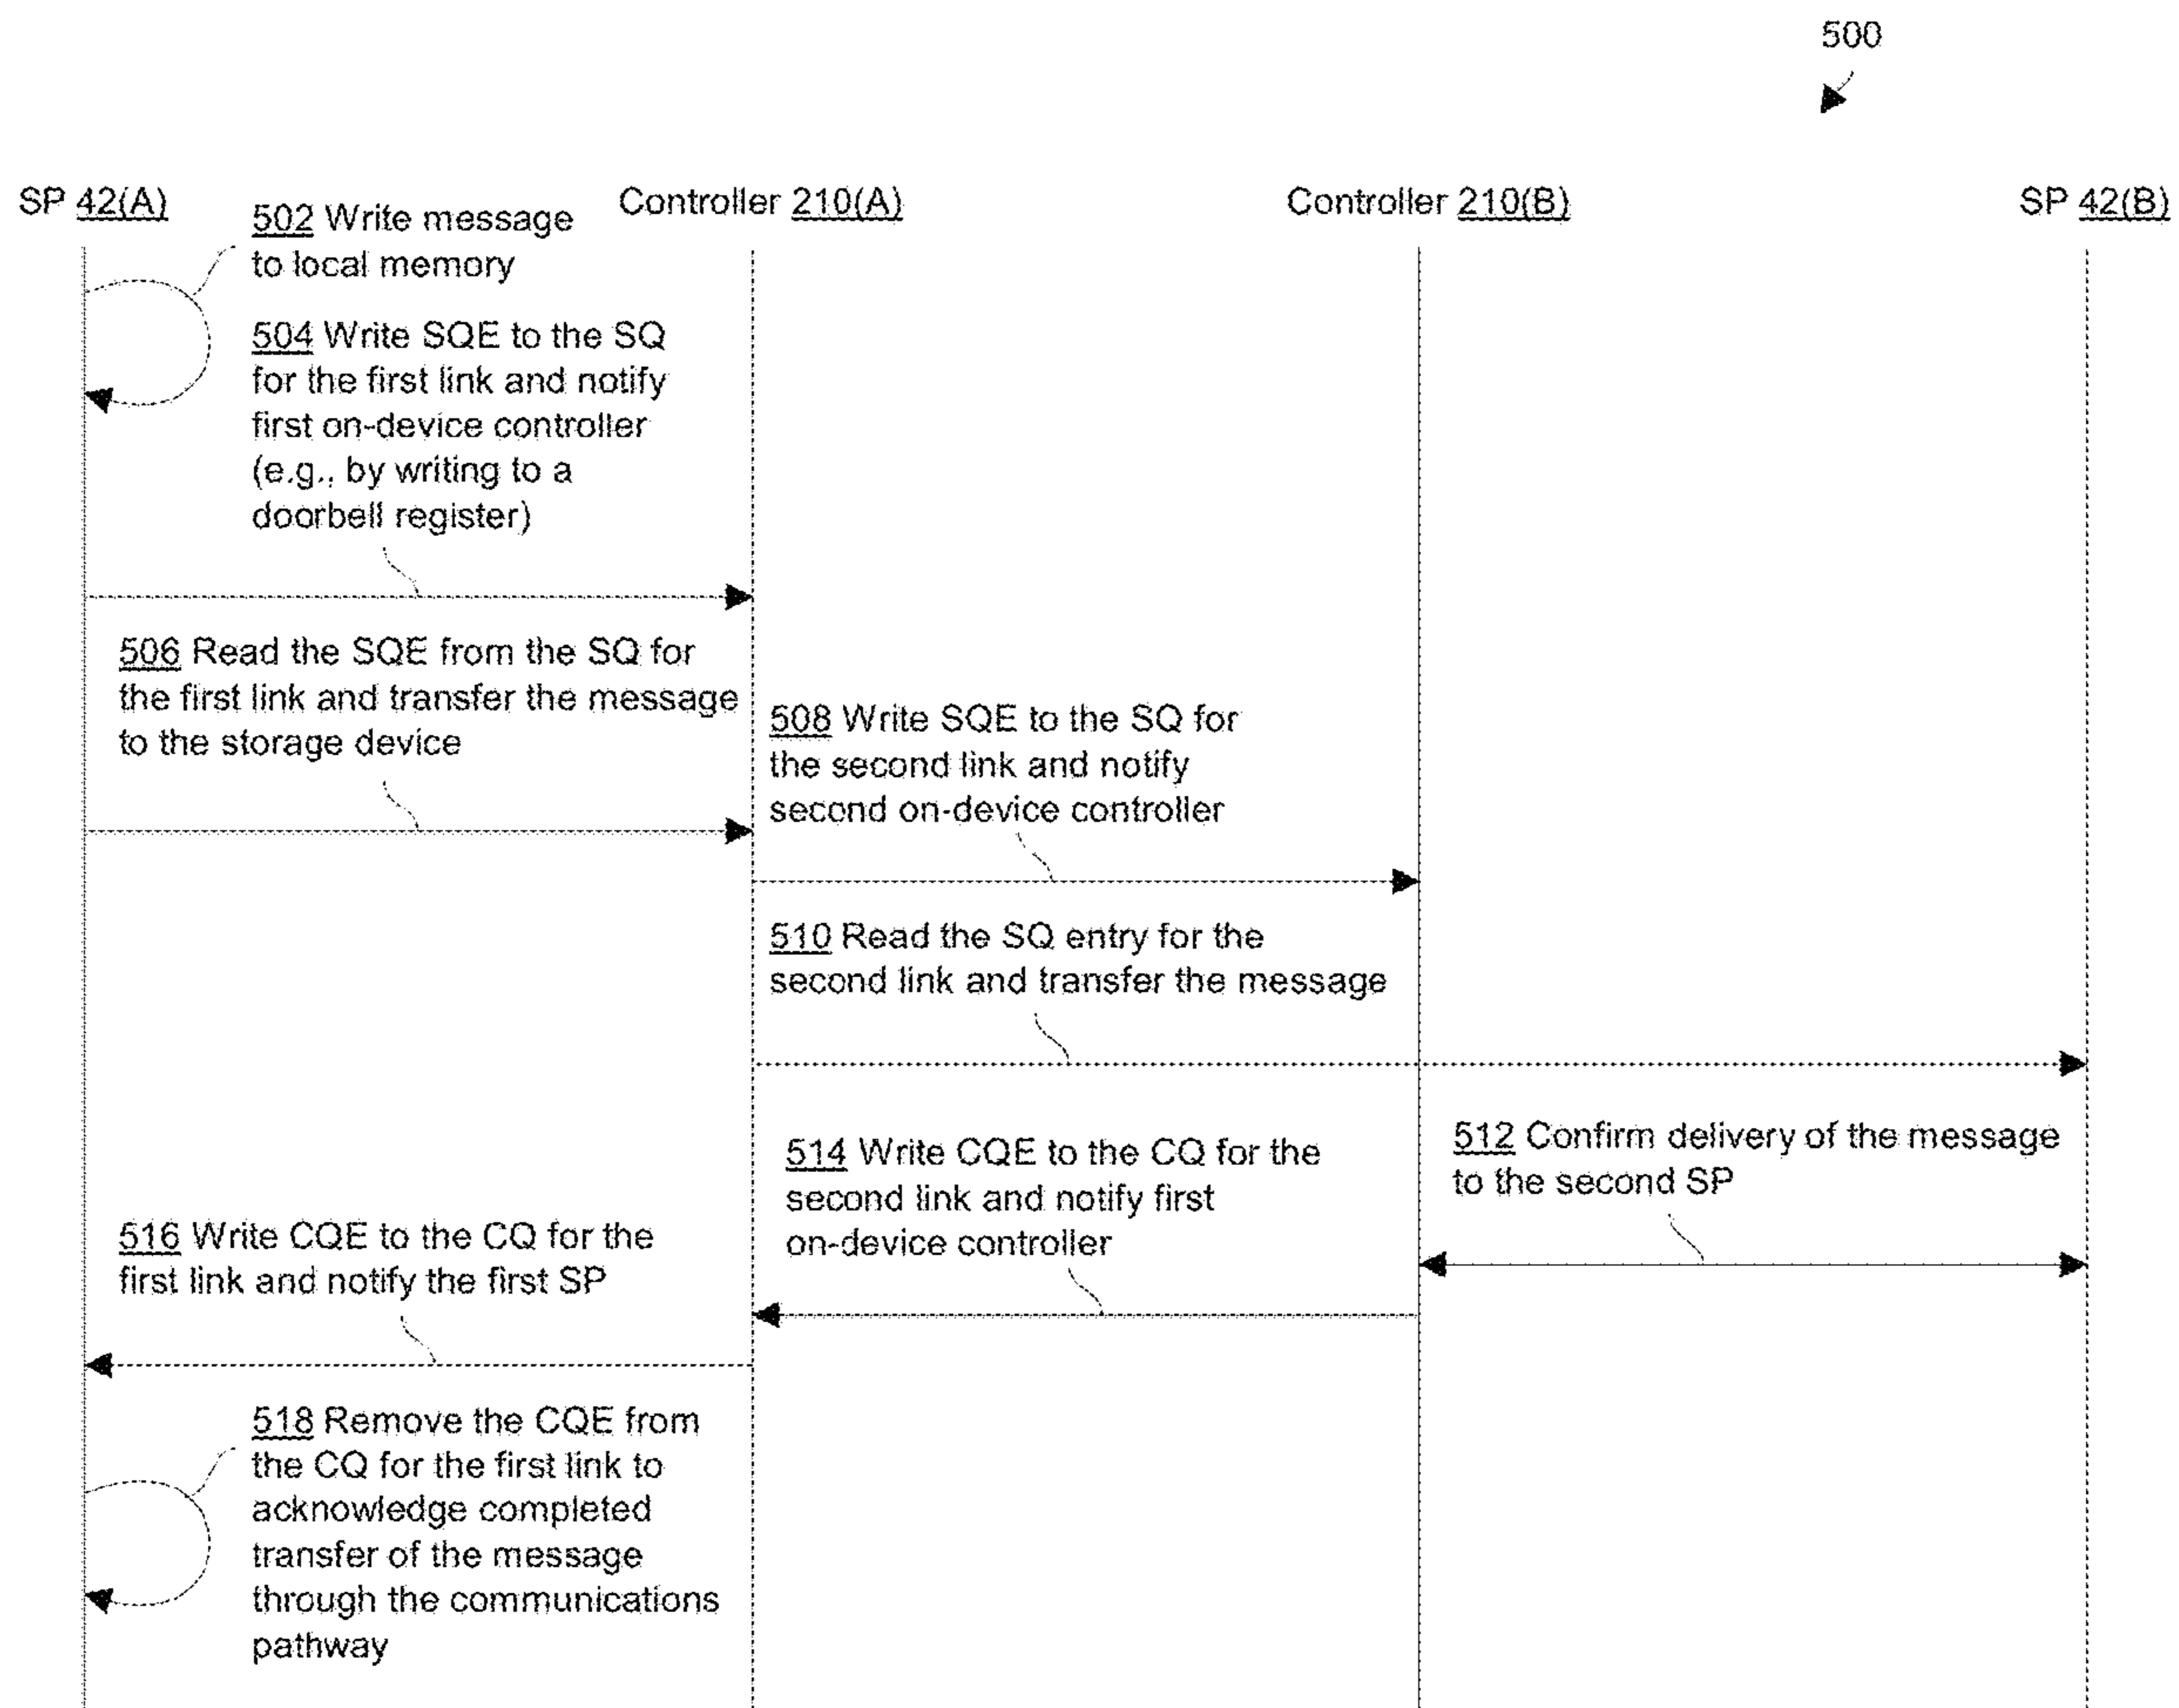 500
SP 42(A)
Controller 210(A)
Controller 210(B)
SP 42(B)
502 Write message
to local memory
504 Write SQE to the SQ
for the first link and notify
first on-device controller
(e.g., by writing to a
doorbell register)
506 Read the SQE from the SQ for
the first link and transfer the message
to the storage device
508 Write SQE to the SQ for
the second link and notify
second on-device controller
510 Read the SQ entry for the
second link and transfer the message
512 Confirm delivery of the message
to the second SP
514 Write CQE to the CQ for the
second link and notify first
on-device controller
516 Write CQE to the CQ for the
first link and notify the first SP
518 Remove the CQE from
the CQ for the first link to
acknowledge completed
transfer of the message
through the communications
pathway